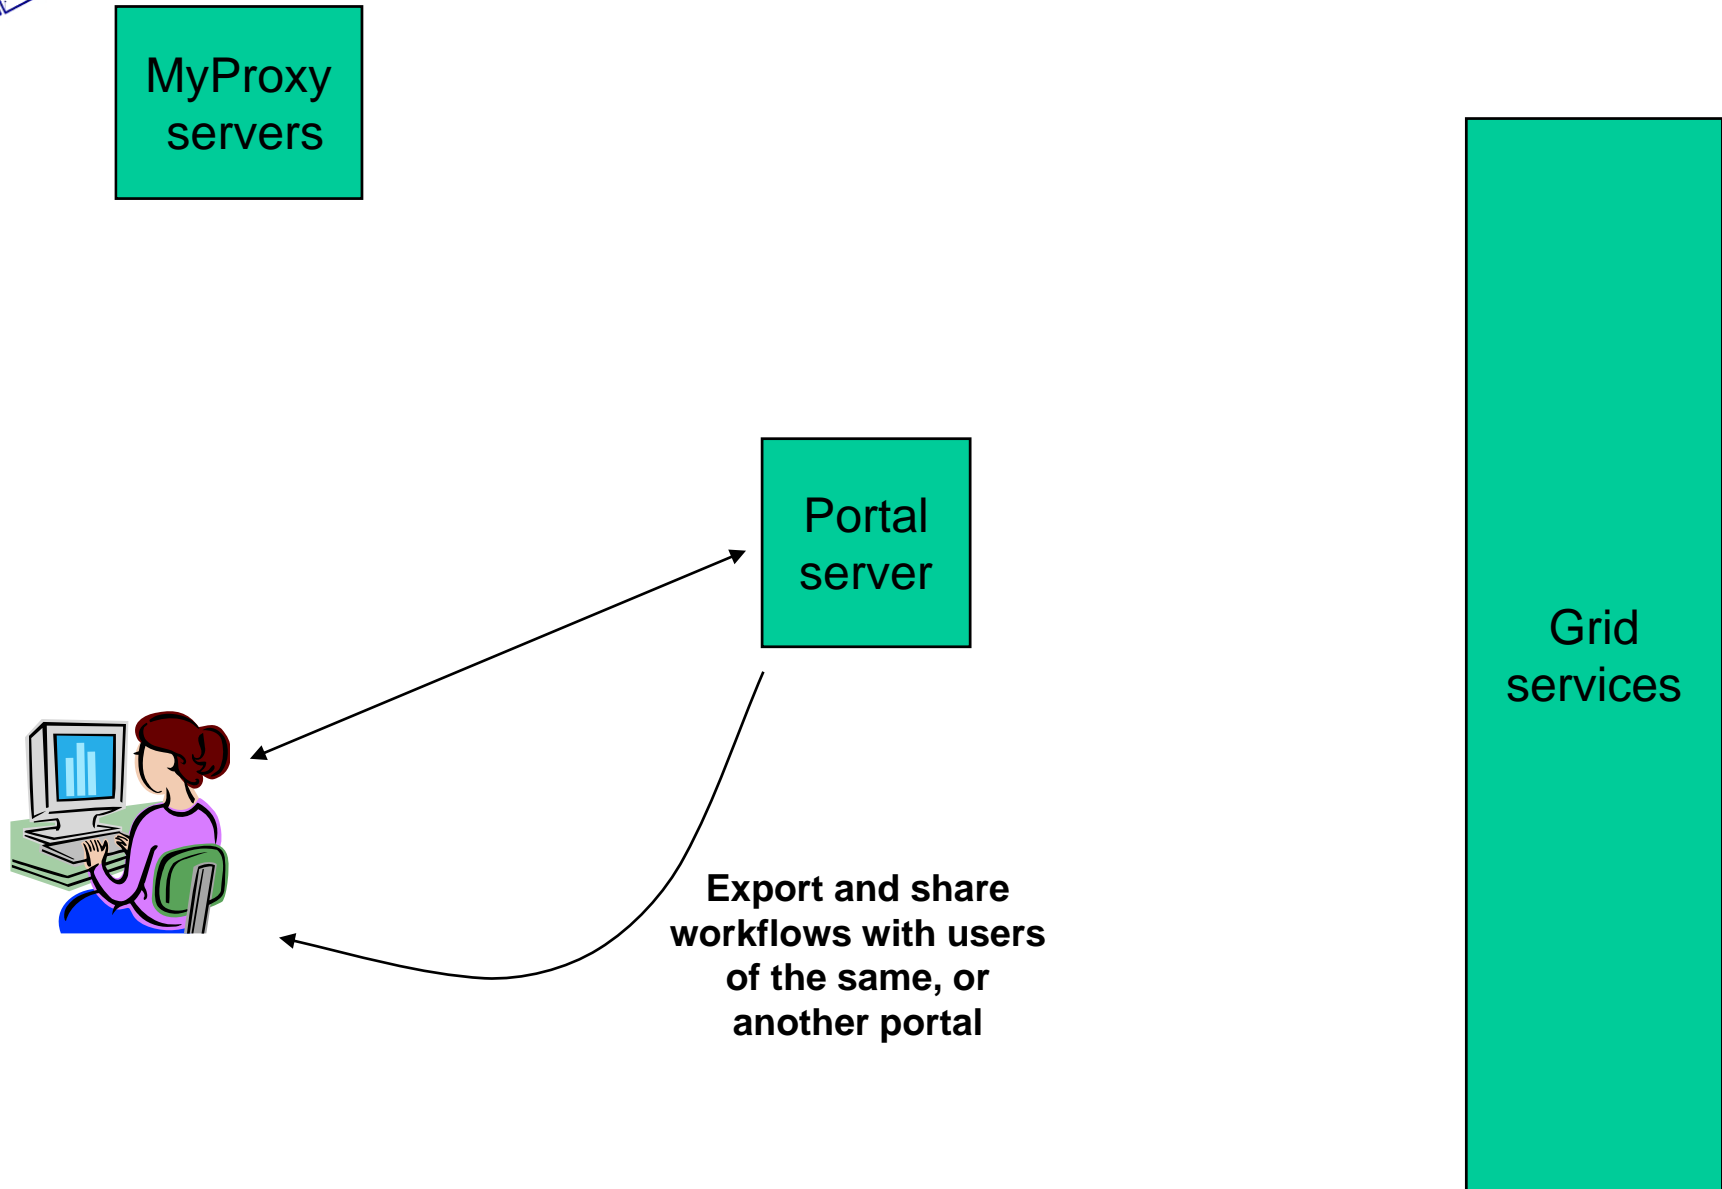 MyProxy
servers
Portal
server
Grid
services
Export and share
workflows with users
of the same, or
another portal